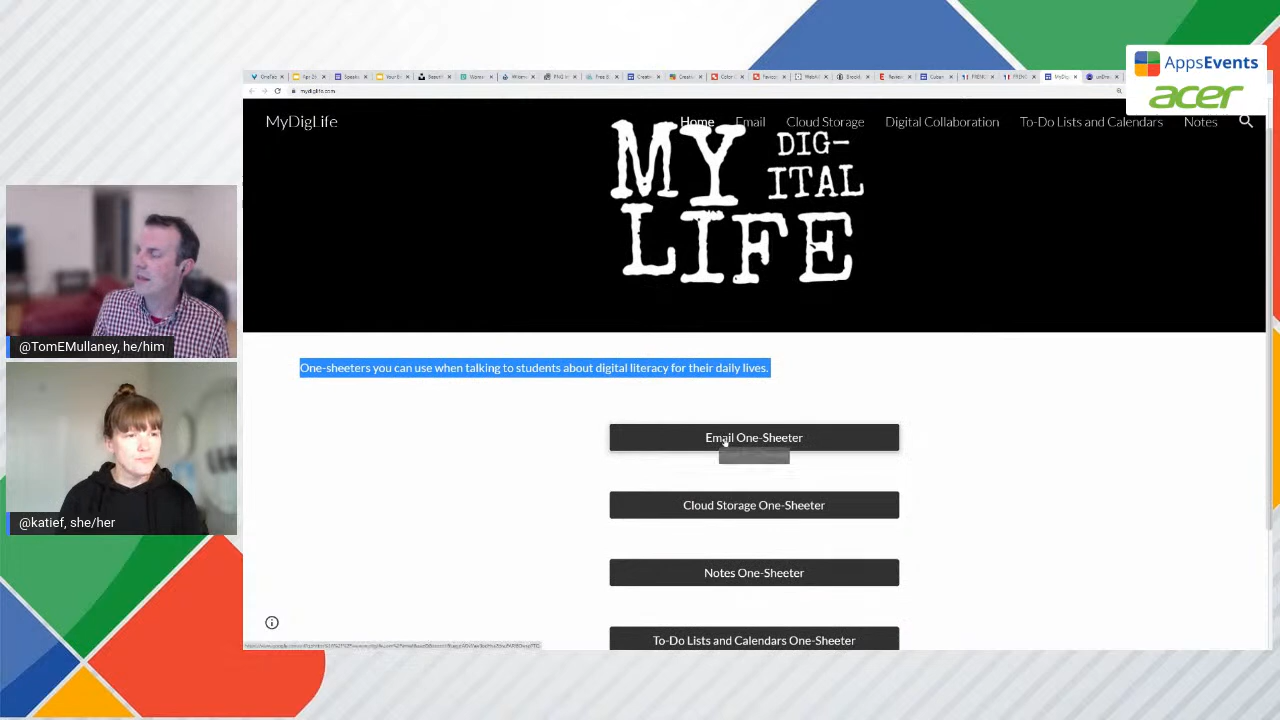 AppsEvents
acer
mydiglife.com
MyDigLife
Home Email Cloud Storage Digital Collaboration To-Do Lists and Calendars Notes
MY DIG-
ITAL
LIFE
One-sheeters you can use when talking to students about digital literacy for their daily lives.
Email One-Sheeter
Cloud Storage One-Sheeter
Notes One-Sheeter
To-Do Lists and Calendars One-Sheeter
@TomEMullaney, he/him
@katief, she/her